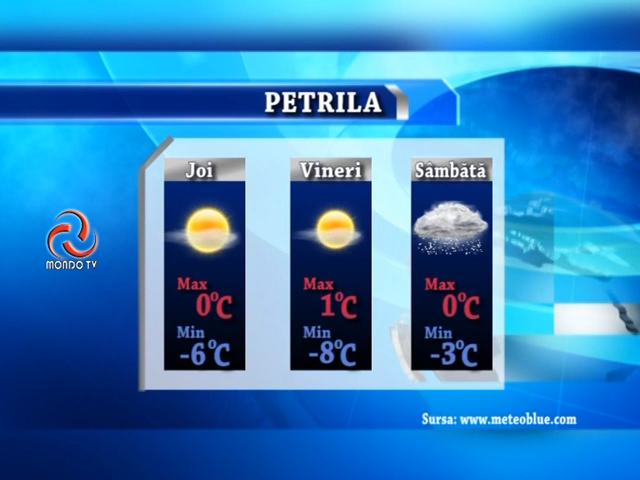 PETRILA
Joi
Max
0°C
Min
-6°C
Vineri
Max
1°C
Min
-8°C
Sâmbătă
Max
0°C
Min
-3°C
MONDO TV
Sursa: www.meteoblue.com